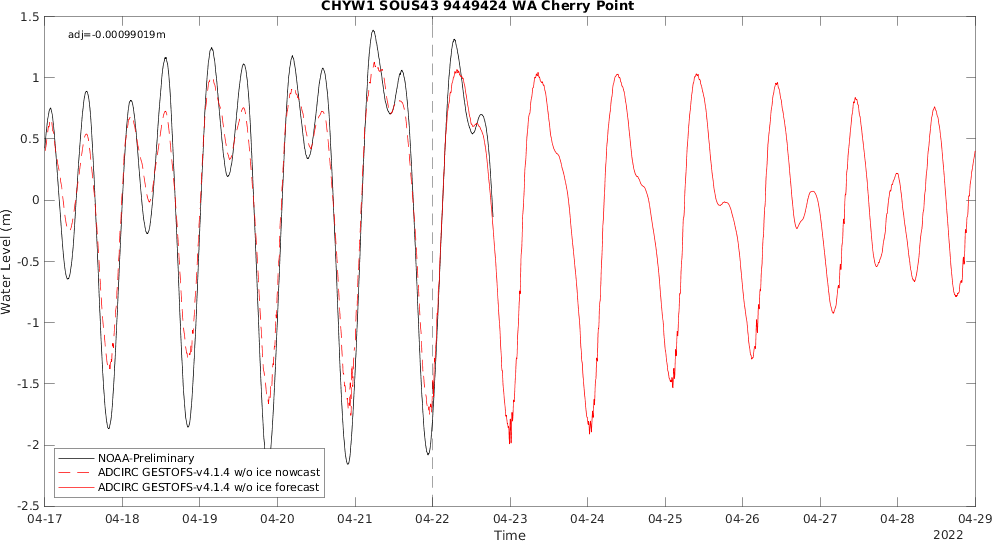 CHYW1 SOUS43 9449424 WA Cherry Point
adj=-0.00099019m
Water Level (m)
1.5
1
0.5
0
-0.5
-1
-1.5
-2
-2.5
NOAA-Preliminary
ADCIRC GESTOFS-v4.1.4 w/o ice nowcast
ADCIRC GESTOFS-v4.1.4 w/o ice forecast
04-17 04-18 04-19 04-20 04-21 04-22 04-23 04-24 04-25 04-26 04-27 04-28 04-29
Time
2022